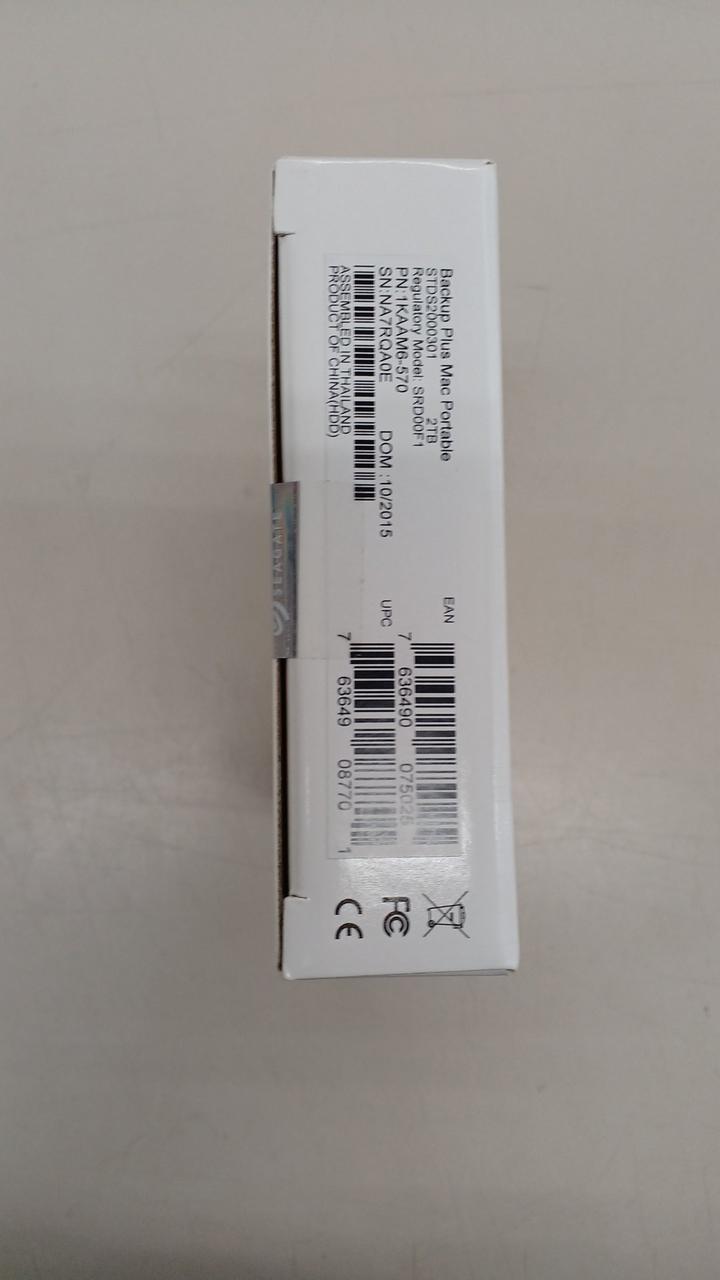 Backup Plus Mac Portable
STDS2000301 2TB
Regulatory Model: SRD00F1
PN:1KAAM6-570
SN:NA7RQA0E DOM :10/2015
ASSEMBLED IN THAILAND
PRODUCT OF CHINA(HDD)
EAN
7 636490 075025
UPC
7 63649 08770 1
FC
CE
SEAGATE